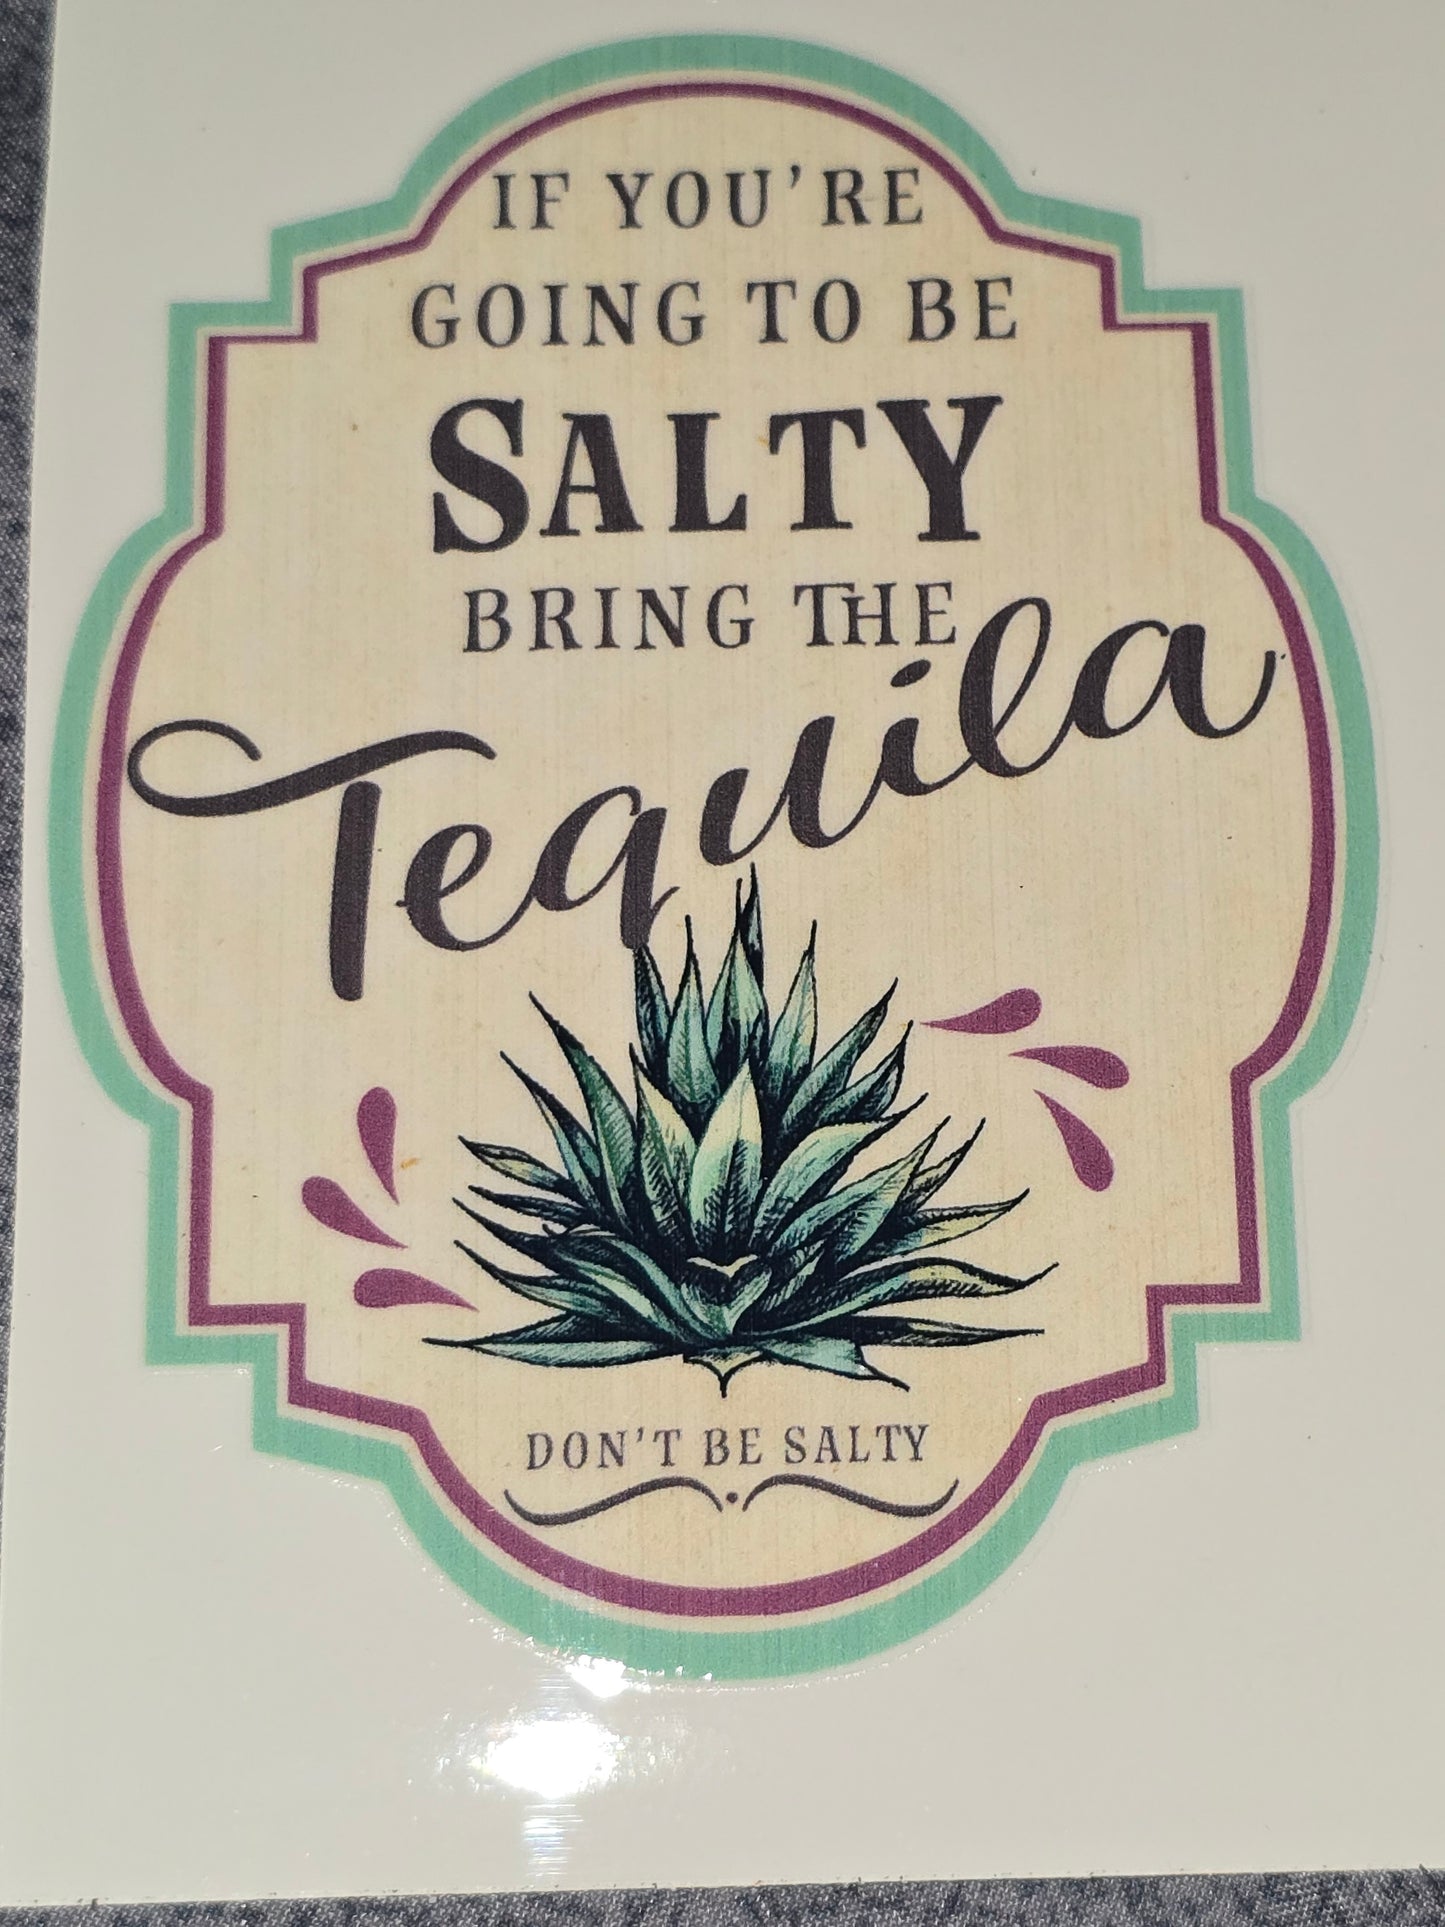 IF YOU'RE
GOING TO BE
SALTY
BRING THE
Tequila
DON'T BE SALTY